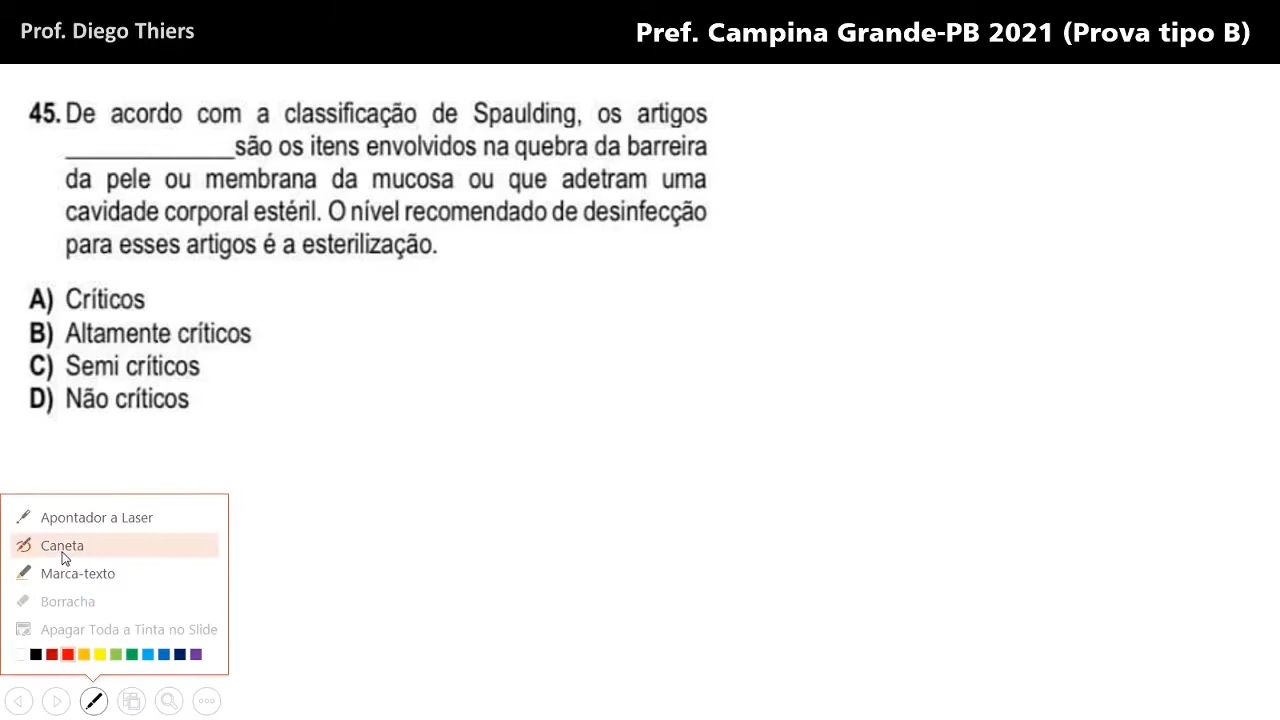 Prof. Diego Thiers
Pref. Campina Grande-PB 2021 (Prova tipo B)
45. De acordo com a classificação de Spaulding, os artigos
_____________são os itens envolvidos na quebra da barreira
da pele ou membrana da mucosa ou que adetram uma
cavidade corporal estéril. O nível recomendado de desinfecção
para esses artigos é a esterilização.
A) Críticos
B) Altamente críticos
C) Semi críticos
D) Não críticos
Apontador a Laser
Caneta
Marca-texto
Borracha
Apagar Toda a Tinta no Slide